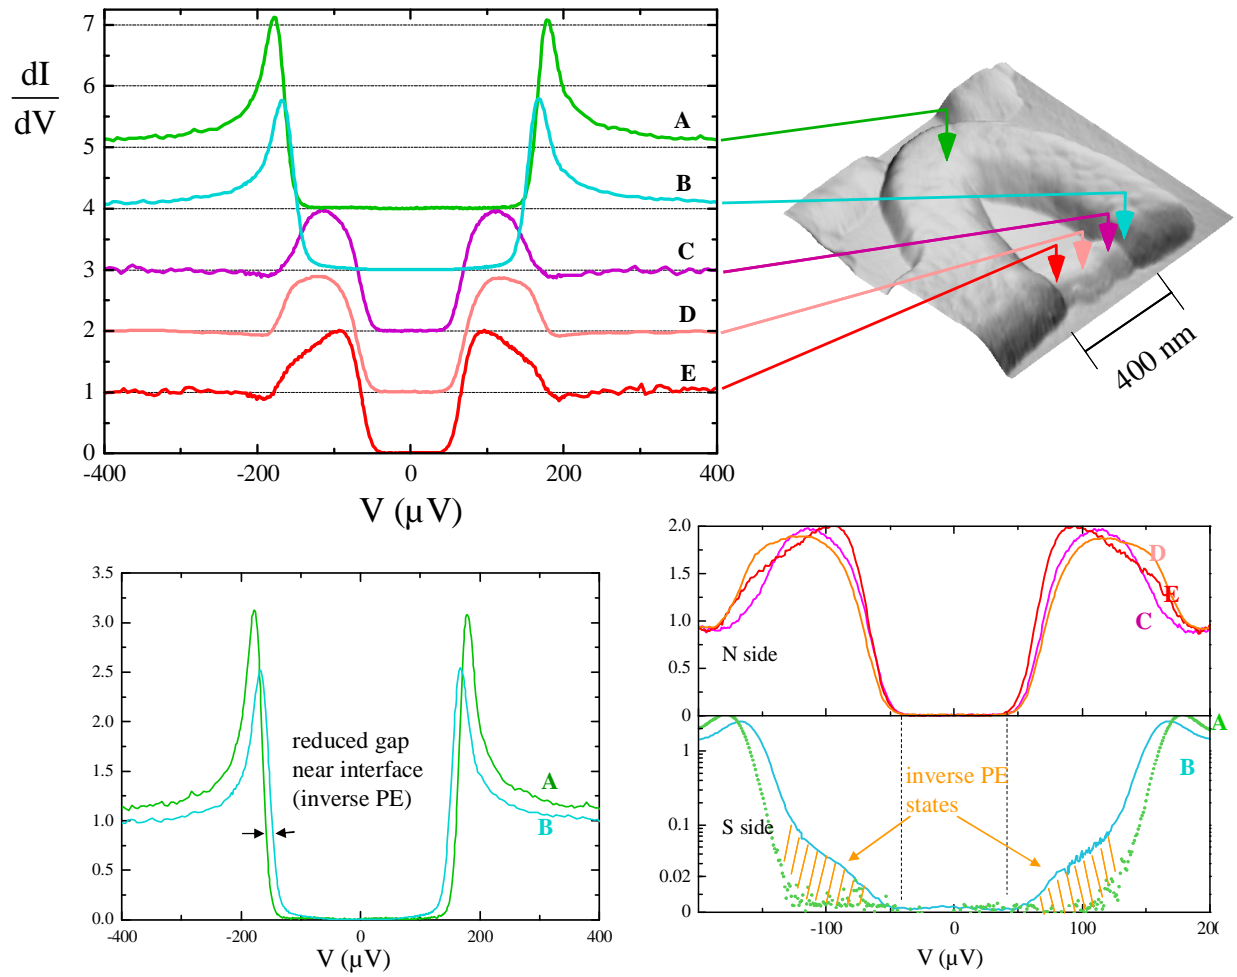 7
6
5
4
3
2
1
0
dI
dV
A
B
C
D
E
-400
-200
0
200
400
V (µV)
400 nm
3.5
3.0
2.5
2.0
1.5
1.0
0.5
0.0
-400
-200
0
200
400
V (µV)
reduced gap
near interface
(inverse PE)
A
B
2.0
1.5
1.0
0.5
0
D
E
C
N side
1
0.1
0.02
0
A
B
inverse PE
states
S side
-100
0
100
200
V (µV)